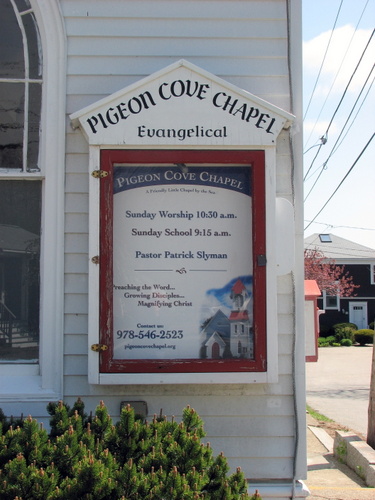 PIGEON COVE CHAPEL
Evangelical
PIGEON COVE CHAPEL
A Friendly Little Chapel by the Sea
Sunday Worship 10:30 a.m.
Sunday School 9:15 a.m.
Pastor Patrick Slyman
Preaching the Word...
Growing Disciples...
Magnifying Christ
Contact us:
978-546-2523
pigeoncovechapel.org